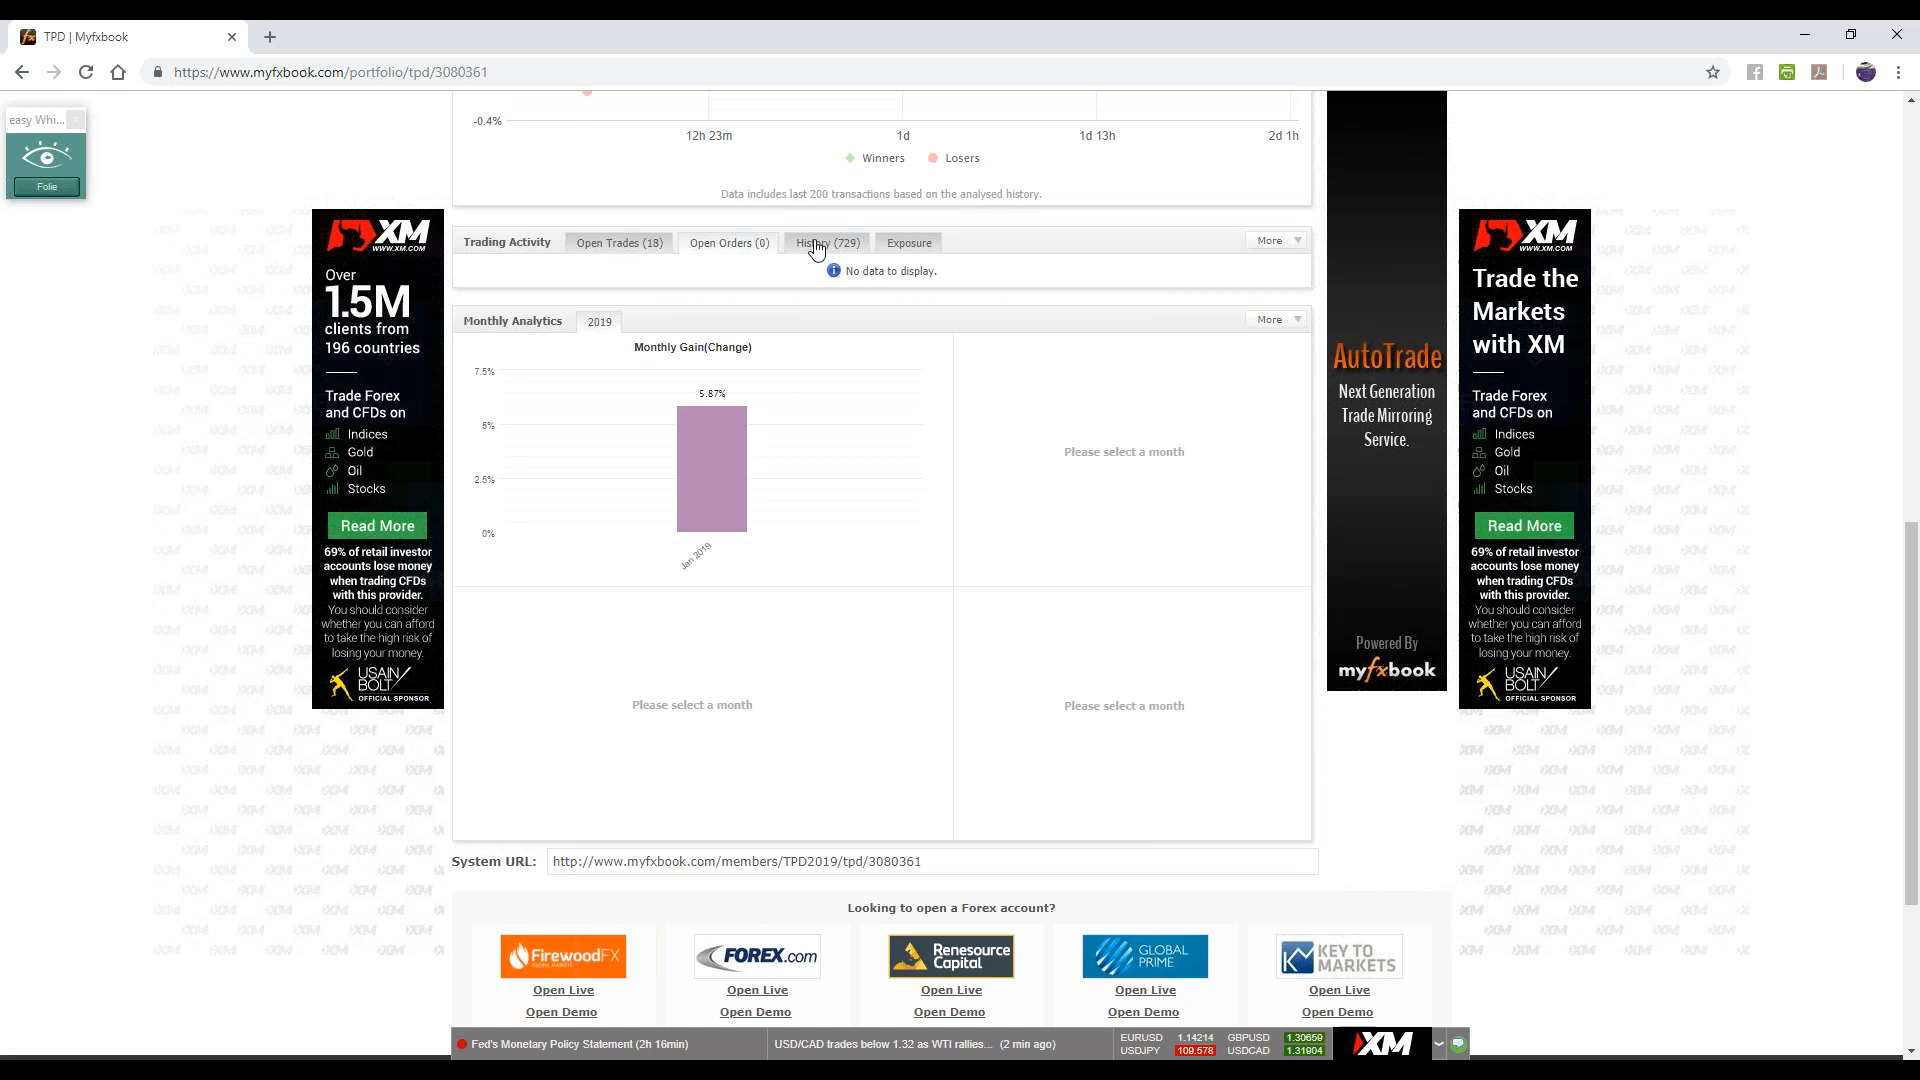 TPD | Myfxbook
https://www.myfxbook.com/portfolio/tpd/3080361
easy Whi...
Folie
-0.4%
12h 23m 1d 1d 13h 2d 1h
Winners Losers
Data includes last 200 transactions based on the analysed history.
Trading Activity Open Trades (18) Open Orders (0) History (729) Exposure More
No data to display.
Monthly Analytics 2019 More
Monthly Gain(Change)
7.5%
5.87%
5%
2.5%
0%
Jan 2019
Please select a month
Please select a month
Please select a month
System URL: http://www.myfxbook.com/members/TPD2019/tpd/3080361
XM
WWW.XM.COM
Over
1.5M
clients from
196 countries
Trade Forex
and CFDs on
Indices
Gold
Oil
Stocks
Read More
69% of retail investor
accounts lose money
when trading CFDs
with this provider.
You should consider
whether you can afford
to take the high risk of
losing your money.
USAIN
BOLT
OFFICIAL SPONSOR
AutoTrade
Next Generation
Trade Mirroring
Service.
Powered By
myfxbook
XM
WWW.XM.COM
Trade the
Markets
with XM
Trade Forex
and CFDs on
Indices
Gold
Oil
Stocks
Read More
69% of retail investor
accounts lose money
when trading CFDs
with this provider.
You should consider
whether you can afford
to take the high risk of
losing your money.
USAIN
BOLT
OFFICIAL SPONSOR
Looking to open a Forex account?
FirewoodFX
GLOBAL MARKETS
FOREX.com
Renesource
Capital
GLOBAL
PRIME
KEY TO
MARKETS
Open Live Open Live Open Live Open Live Open Live
Open Demo Open Demo Open Demo Open Demo Open Demo
Fed's Monetary Policy Statement (2h 16min) USD/CAD trades below 1.32 as WTI rallies... (2 min ago)
EURUSD 1.14214 GBPUSD 1.30659
USDJPY 109.578 USDCAD 1.31904
XM